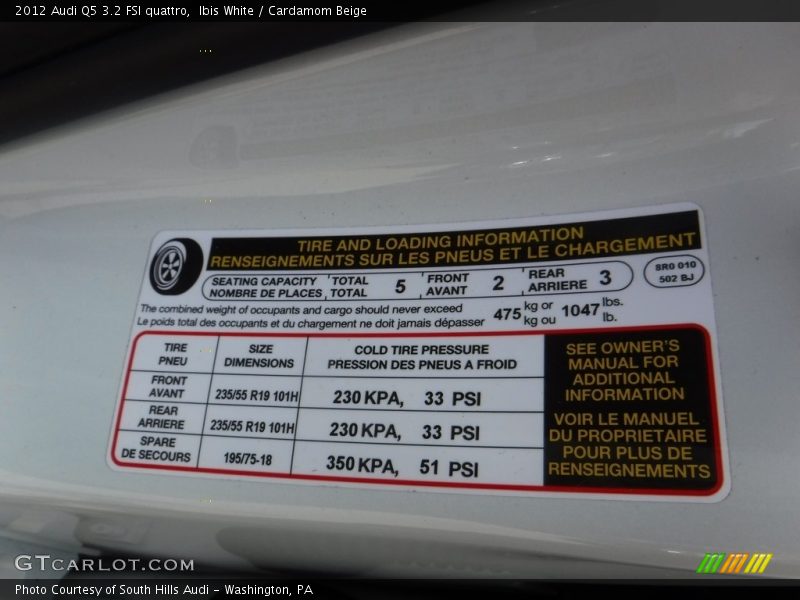 2012 Audi Q5 3.2 FSI quattro,  Ibis White / Cardamom Beige
TIRE AND LOADING INFORMATION
RENSEIGNEMENTS SUR LES PNEUS ET LE CHARGEMENT
SEATING CAPACITY TOTAL 5 FRONT 2 REAR 3
NOMBRE DE PLACES TOTAL AVANT ARRIERE
8R0 010
502 BJ
The combined weight of occupants and cargo should never exceed 475 kg or 1047 lbs.
Le poids total des occupants et du chargement ne doit jamais dépasser kg ou lb.
TIRE SIZE COLD TIRE PRESSURE
PNEU DIMENSIONS PRESSION DES PNEUS A FROID
FRONT
AVANT 235/55 R19 101H 230 KPA, 33 PSI
REAR
ARRIERE 235/55 R19 101H 230 KPA, 33 PSI
SPARE
DE SECOURS 195/75-18 350 KPA, 51 PSI
SEE OWNER'S
MANUAL FOR
ADDITIONAL
INFORMATION
VOIR LE MANUEL
DU PROPRIETAIRE
POUR PLUS DE
RENSEIGNEMENTS
GTCARLOT.COM
Photo Courtesy of South Hills Audi - Washington, PA